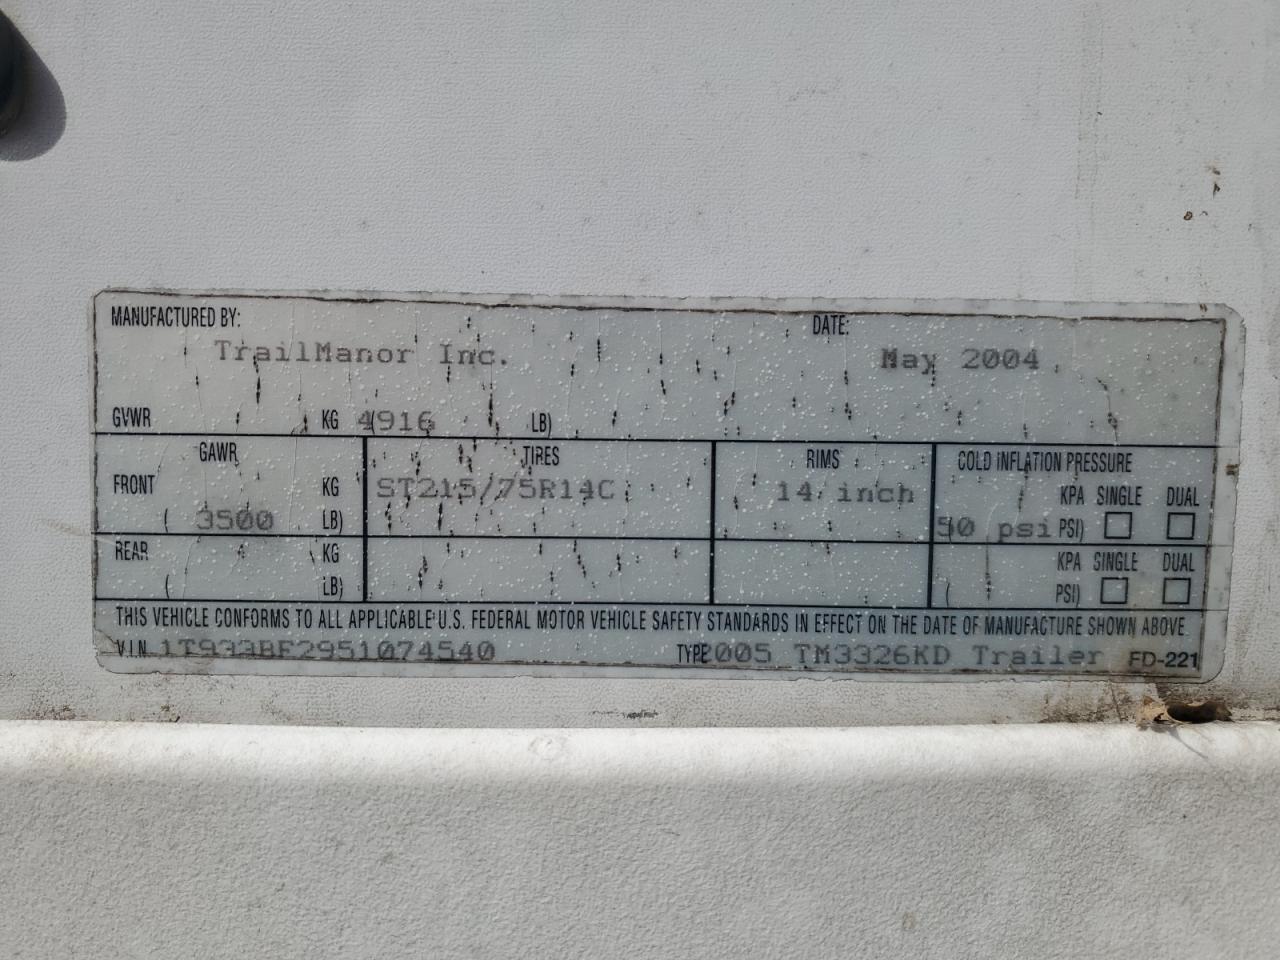 MANUFACTURED BY: DATE:
TrailManor Inc. May 2004
GVWR KG (4916 LB)
GAWR TIRES RIMS COLD INFLATION PRESSURE
FRONT KG ST215/75R14C 14 inch KPA SINGLE DUAL
( 3500 LB) 50 psi PSI)
REAR KG KPA SINGLE DUAL
( LB) ( PSI)
THIS VEHICLE CONFORMS TO ALL APPLICABLE U.S. FEDERAL MOTOR VEHICLE SAFETY STANDARDS IN EFFECT ON THE DATE OF MANUFACTURE SHOWN ABOVE
V.I.N. 1T933BF2951074540 TYPE 2005 TM3326KD Trailer FD-221